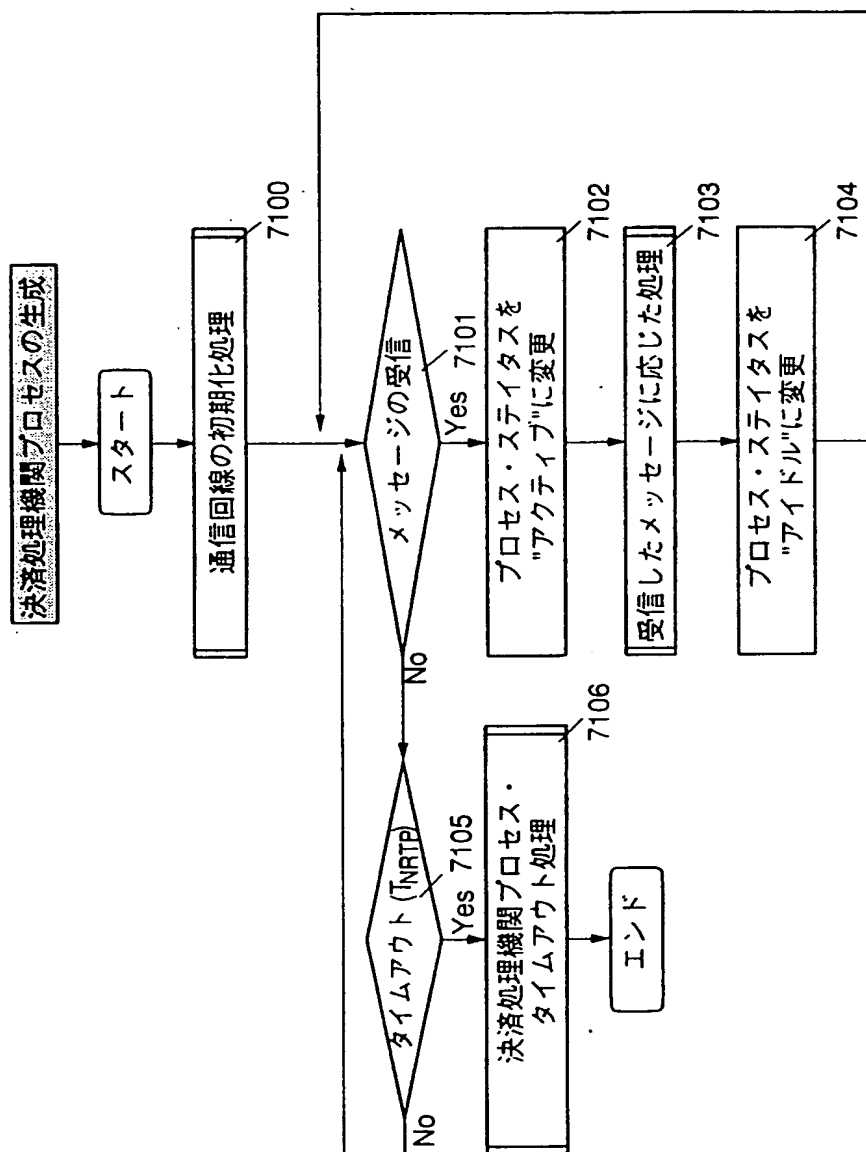 決済処理機関プロセスの生成
スタート
通信回線の初期化処理
7100
メッセージの受信
7101
Yes
No
プロセス・ステイタスを
"アクティブ"に変更
7102
受信したメッセージに応じた処理
7103
プロセス・ステイタスを
"アイドル"に変更
7104
タイムアウト(TNRTP)
7105
Yes
No
決済処理機関プロセス・
タイムアウト処理
7106
エンド